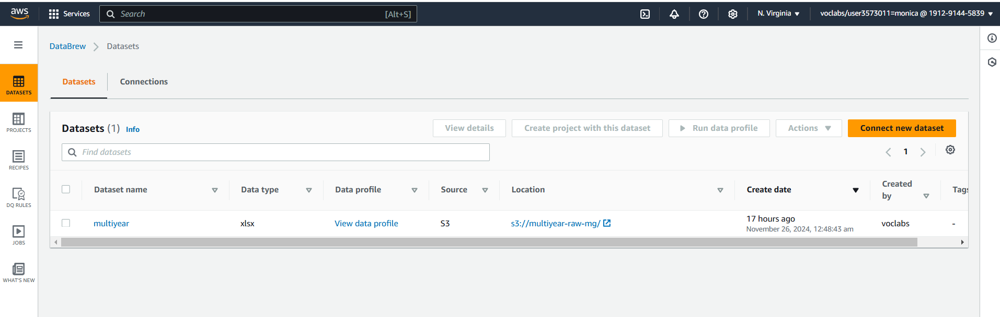 aws
Services
Search [Alt+S]
N. Virginia
voclabs/user3573011=monica @ 1912-9144-5839
DataBrew
Datasets
Datasets
Connections
DATASETS
PROJECTS
RECIPES
DQ RULES
JOBS
WHAT'S NEW
Datasets (1) Info
View details
Create project with this dataset
Run data profile
Actions
Connect new dataset
Find datasets
1
Dataset name
Data type
Data profile
Source
Location
Create date
Created
by
Tags
multiyear
xlsx
View data profile
S3
s3://multiyear-raw-mg/
17 hours ago
November 26, 2024, 12:48:43 am
voclabs
-